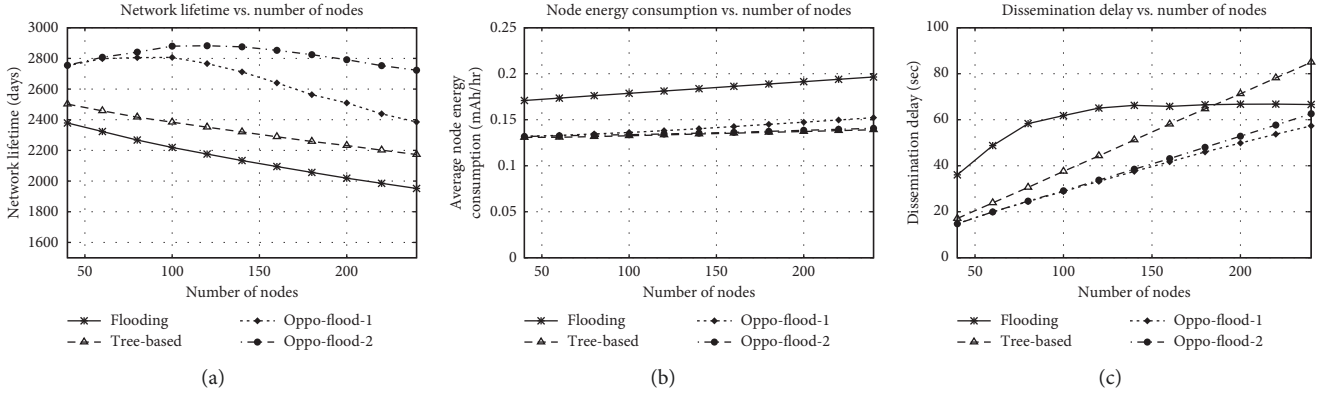 Network lifetime vs. number of nodes
3000
2800
2600
2400
2200
2000
1800
1600
Network lifetime (days)
50 100 150 200
Number of nodes
Flooding
Tree-based
Oppo-flood-1
Oppo-flood-2
(a)
Node energy consumption vs. number of nodes
0.2
0.15
0.1
0.05
0
Average node energy
consumption (mAh/hr)
50 100 150 200
Number of nodes
Flooding
Tree-based
Oppo-flood-1
Oppo-flood-2
(b)
Dissemination delay vs. number of nodes
100
80
60
40
20
0
Dissemination delay (sec)
50 100 150 200
Number of nodes
Flooding
Tree-based
Oppo-flood-1
Oppo-flood-2
(c)